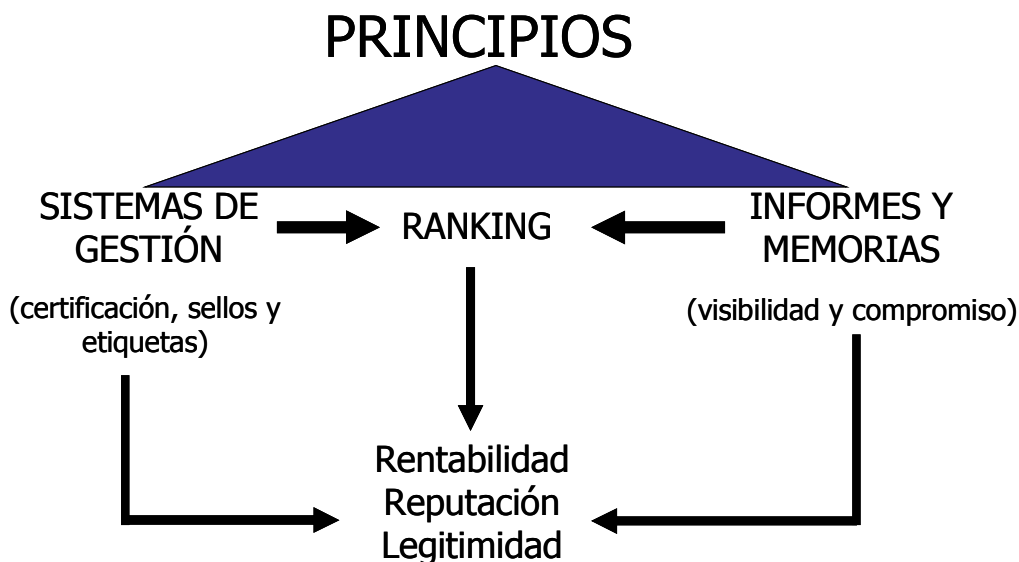 PRINCIPIOS
SISTEMAS DE
GESTIÓN
(certificación, sellos y
etiquetas)
RANKING
INFORMES Y
MEMORIAS
(visibilidad y compromiso)
Rentabilidad
Reputación
Legitimidad